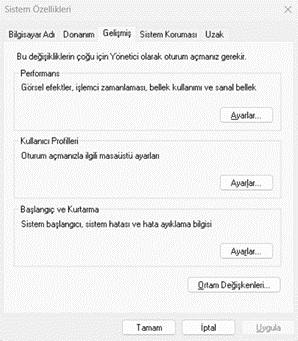 Sistem Özellikleri
Bilgisayar Adı Donanım Gelişmiş Sistem Koruması Uzak
Bu değişikliklerin çoğu için Yönetici olarak oturum açmanız gerekir.
Performans
Görsel efektler, işlemci zamanlaması, bellek kullanımı ve sanal bellek
Ayarlar...
Kullanıcı Profilleri
Oturum açmanızla ilgili masaüstü ayarları
Ayarlar...
Başlangıç ve Kurtarma
Sistem başlangıcı, sistem hatası ve hata ayıklama bilgisi
Ayarlar...
Ortam Değişkenleri...
Tamam İptal Uygula